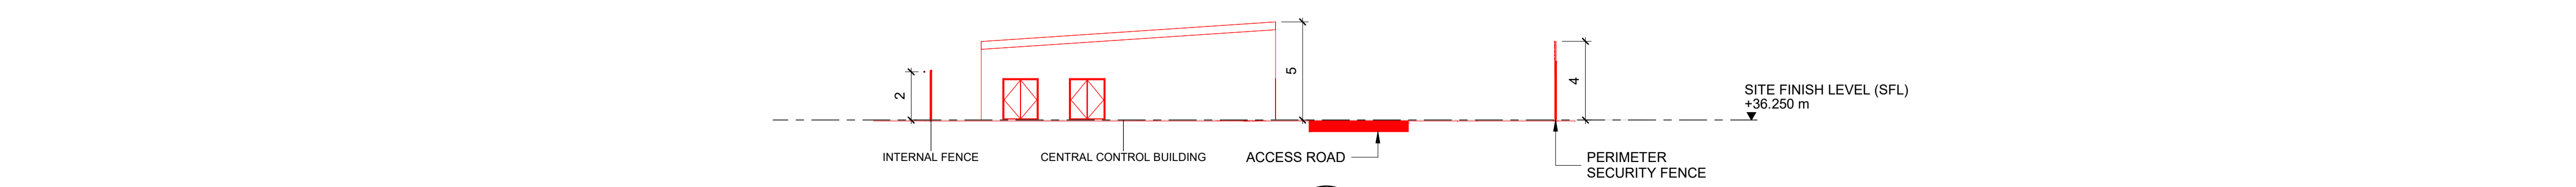 5
2
4
SITE FINISH LEVEL (SFL)
+36.250 m
INTERNAL FENCE
CENTRAL CONTROL BUILDING
ACCESS ROAD
PERIMETER
SECURITY FENCE